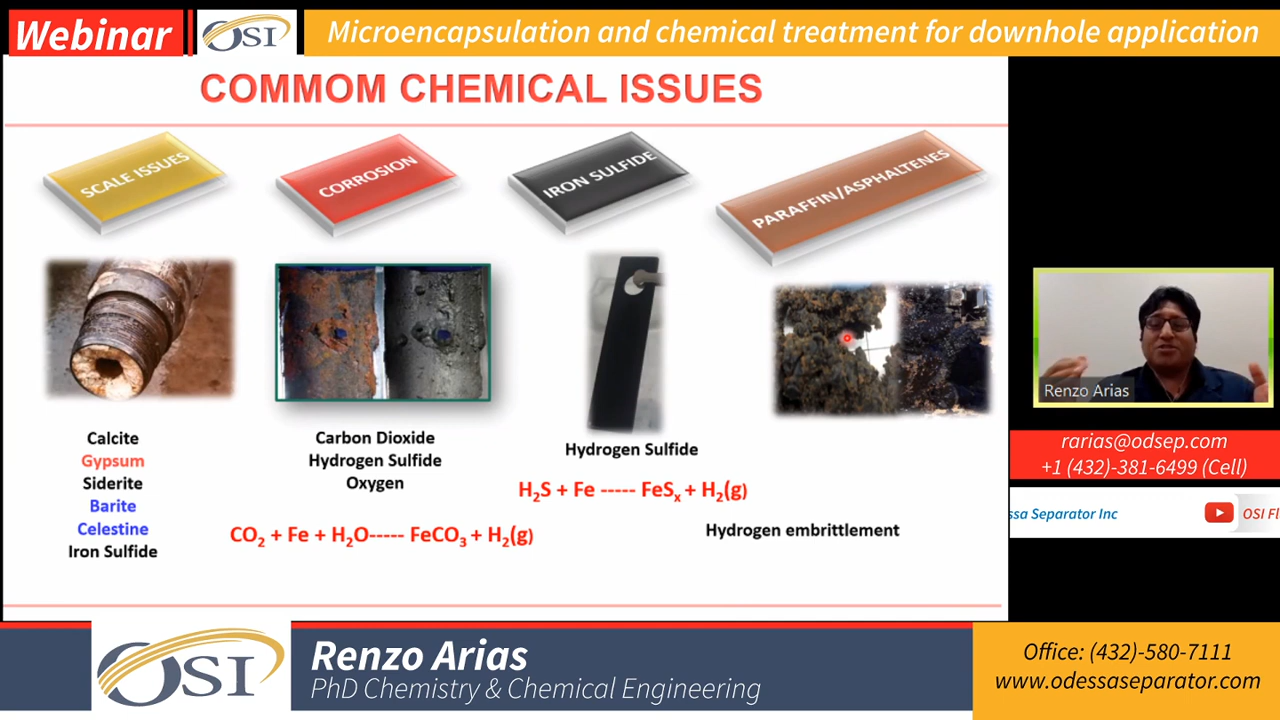 Webinar
OSI
Microencapsulation and chemical treatment for downhole application
COMMOM CHEMICAL ISSUES
SCALE ISSUES
CORROSION
IRON SULFIDE
PARAFFIN/ASPHALTENES
Calcite
Gypsum
Siderite
Barite
Celestine
Iron Sulfide
Carbon Dioxide
Hydrogen Sulfide
Oxygen
CO₂ + Fe + H₂O----- FeCO₃ + H₂(g)
Hydrogen Sulfide
H₂S + Fe ----- FeSₓ + H₂(g)
Hydrogen embrittlement
Renzo Arias
rarias@odsep.com
+1 (432)-381-6499 (Cell)
ssa Separator Inc
OSI Fl
OSI
Renzo Arias
PhD Chemistry & Chemical Engineering
Office: (432)-580-7111
www.odessaseparator.com